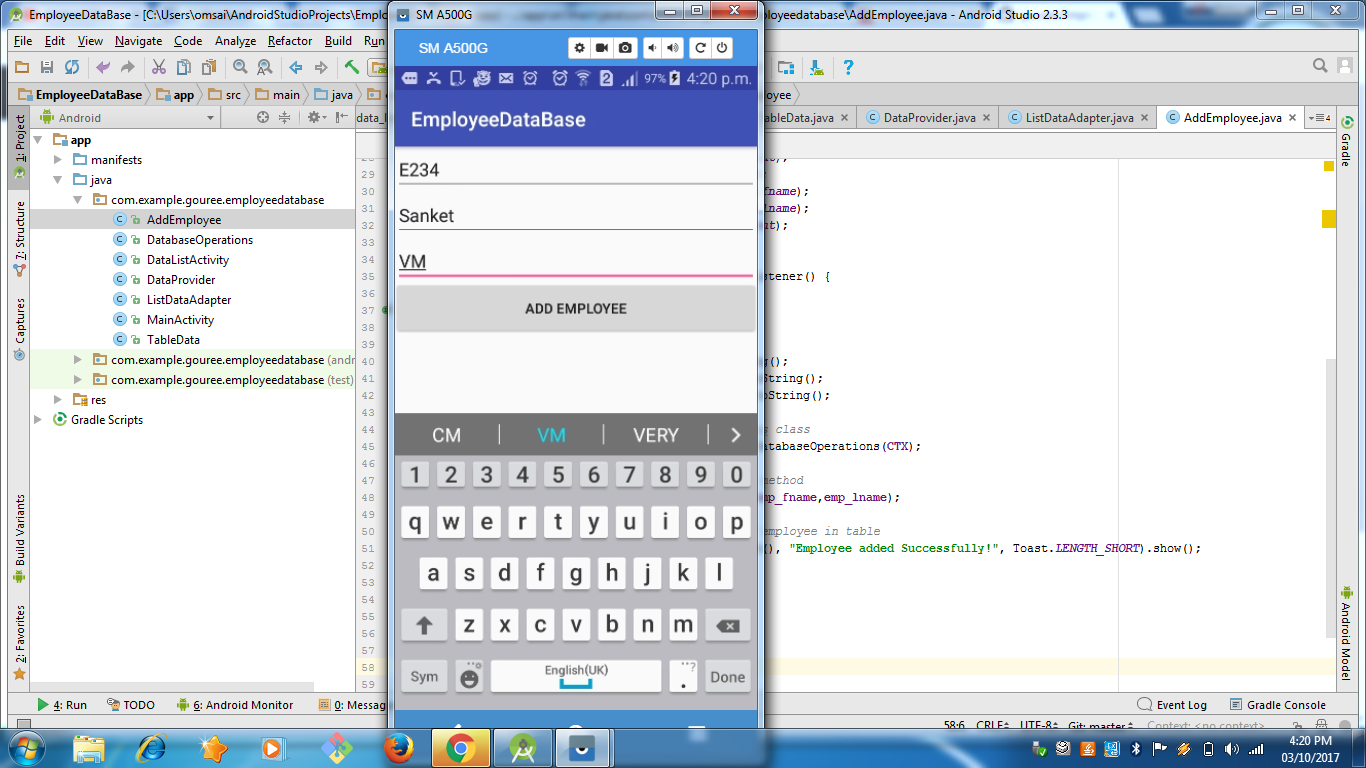 EmployeeDataBase - [C:\Users\omsai\AndroidStudioProjects\Emplo
SM A500G
loyeedatabase\AddEmployee.java - Android Studio 2.3.3
File Edit View Navigate Code Analyze Refactor Build Run
SM A500G
97% 4:20 p.m.
EmployeeDataBase app src main java
oyee
EmployeeDataBase
Android
data_l
ableData.java DataProvider.java ListDataAdapter.java AddEmployee.java 4
1: Project
7: Structure
Captures
Build Variants
2: Favorites
app
manifests
java
com.example.gouree.employeedatabase
AddEmployee
DatabaseOperations
DataListActivity
DataProvider
ListDataAdapter
MainActivity
TableData
com.example.gouree.employeedatabase (andr
com.example.gouree.employeedatabase (test)
res
Gradle Scripts
29
30 name);
31 name);
32 t);
33
34
35 stener() {
36
37
38
39
40 g();
41 String();
42 oString();
43
44 s class
45 atabaseOperations(CTX);
46
47 method
48 mp_fname,emp_lname);
49
50 employee in table
51 (), "Employee added Successfully!", Toast.LENGTH_SHORT).show();
52
53
54
55
56
57
58
59
E234
Sanket
VM
ADD EMPLOYEE
CM VM VERY
1 2 3 4 5 6 7 8 9 0
q w e r t y u i o p
a s d f g h j k l
z x c v b n m
Sym English(UK) . ...? Done
Gradle
Android Model
4: Run TODO 6: Android Monitor 0: Messag
Event Log Gradle Console
58:6 CRLF UTF-8 Git: master Context: <no context>
4:20 PM
03/10/2017